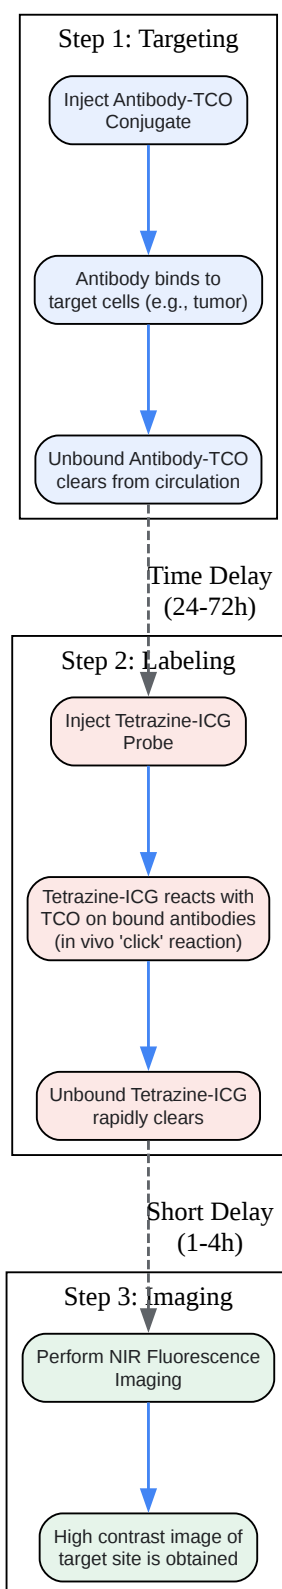 Step 1: Targeting
Inject Antibody-TCO
Conjugate
Antibody binds to
target cells (e.g., tumor)
Unbound Antibody-TCO
clears from circulation
Time Delay
(24-72h)
Step 2: Labeling
Inject Tetrazine-ICG
Probe
Tetrazine-ICG reacts with
TCO on bound antibodies
(in vivo 'click' reaction)
Unbound Tetrazine-ICG
rapidly clears
Short Delay
(1-4h)
Step 3: Imaging
Perform NIR Fluorescence
Imaging
High contrast image of
target site is obtained